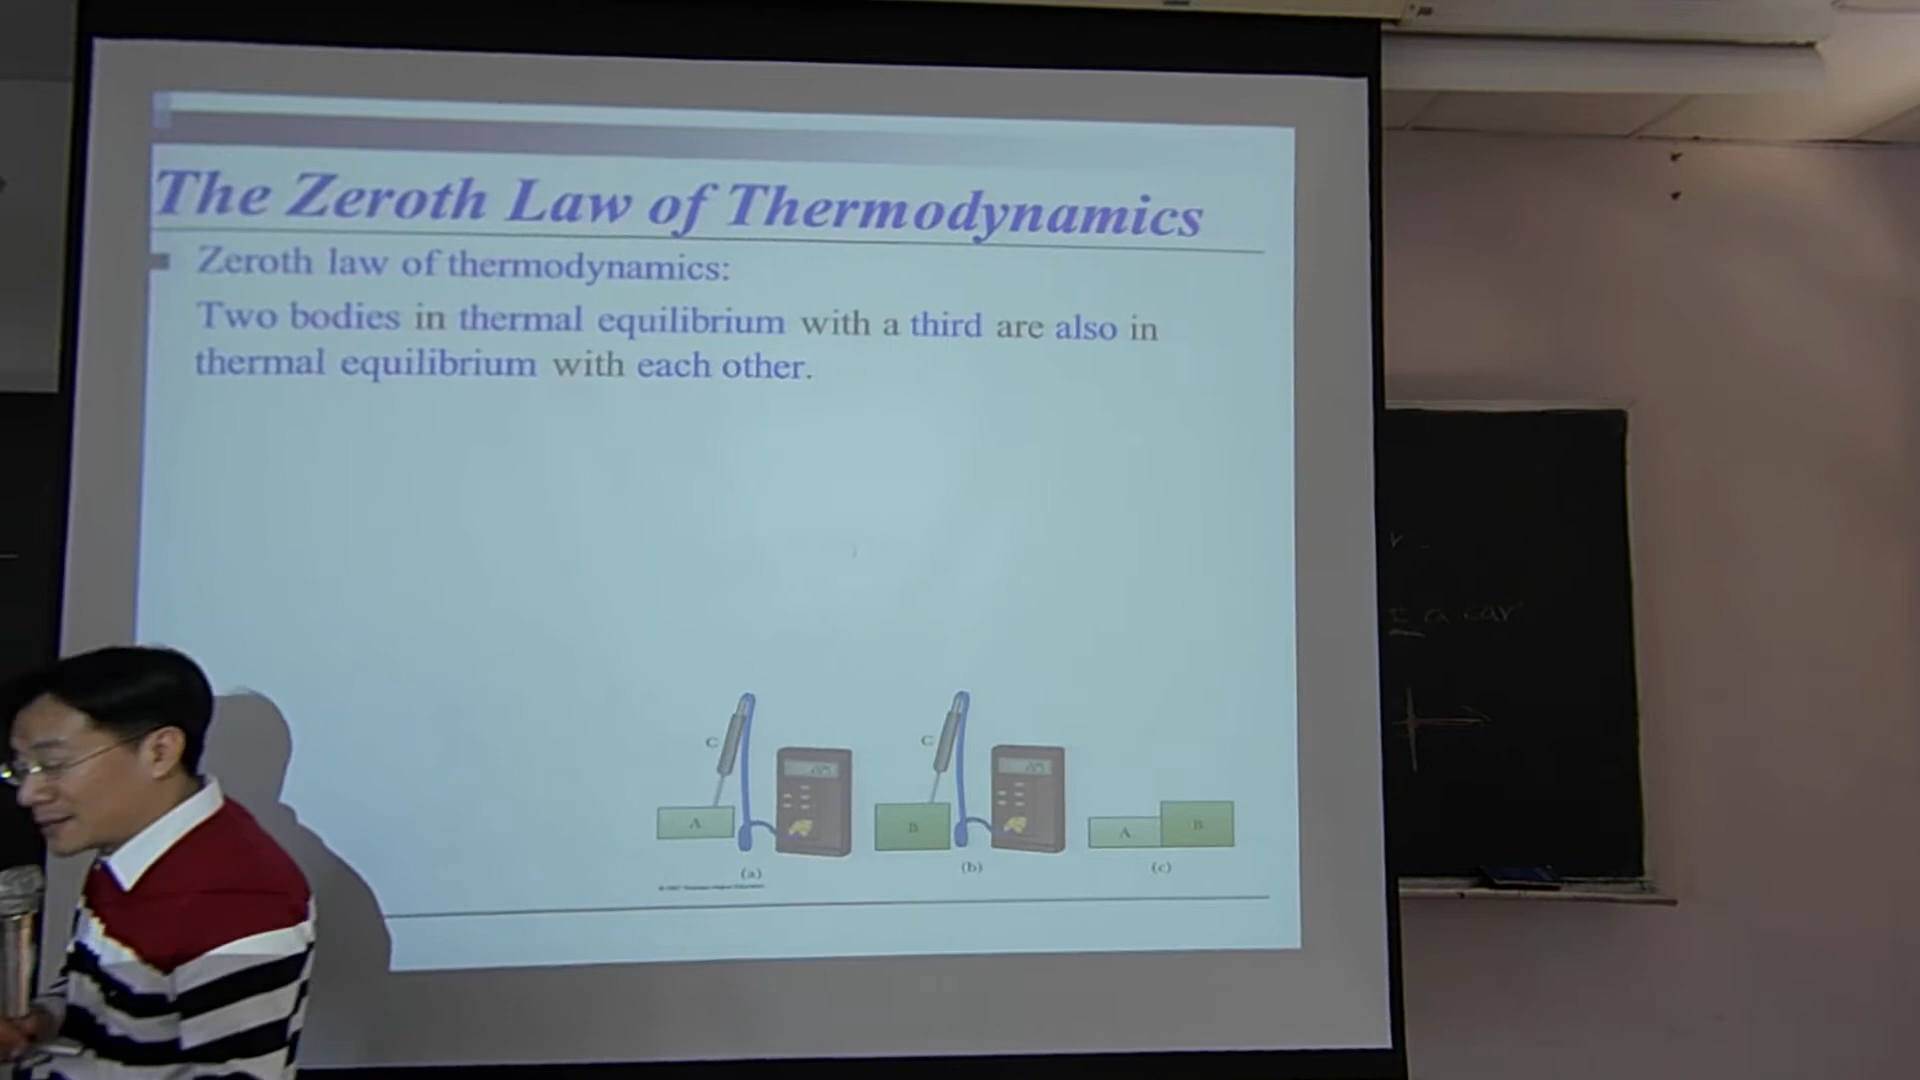 The Zeroth Law of Thermodynamics
Zeroth law of thermodynamics:
Two bodies in thermal equilibrium with a third are also in
thermal equilibrium with each other.
C
C
A
B
A
B
(a)
(b)
(c)
a car